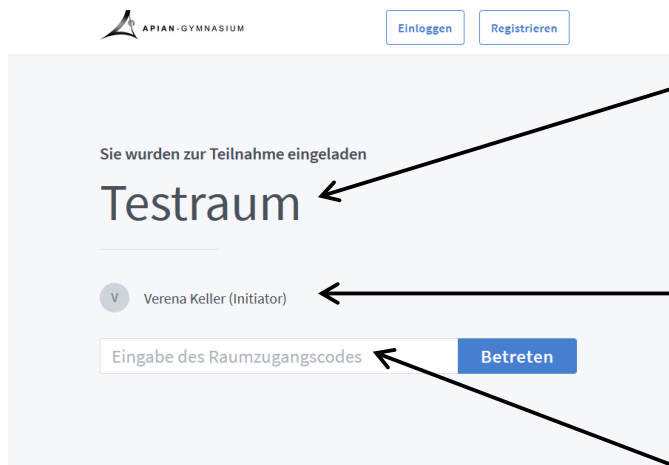 APIAN-GYMNASIUM
Einloggen
Registrieren
Sie wurden zur Teilnahme eingeladen
Testraum
V
Verena Keller (Initiator)
Eingabe des Raumzugangscodes
Betreten